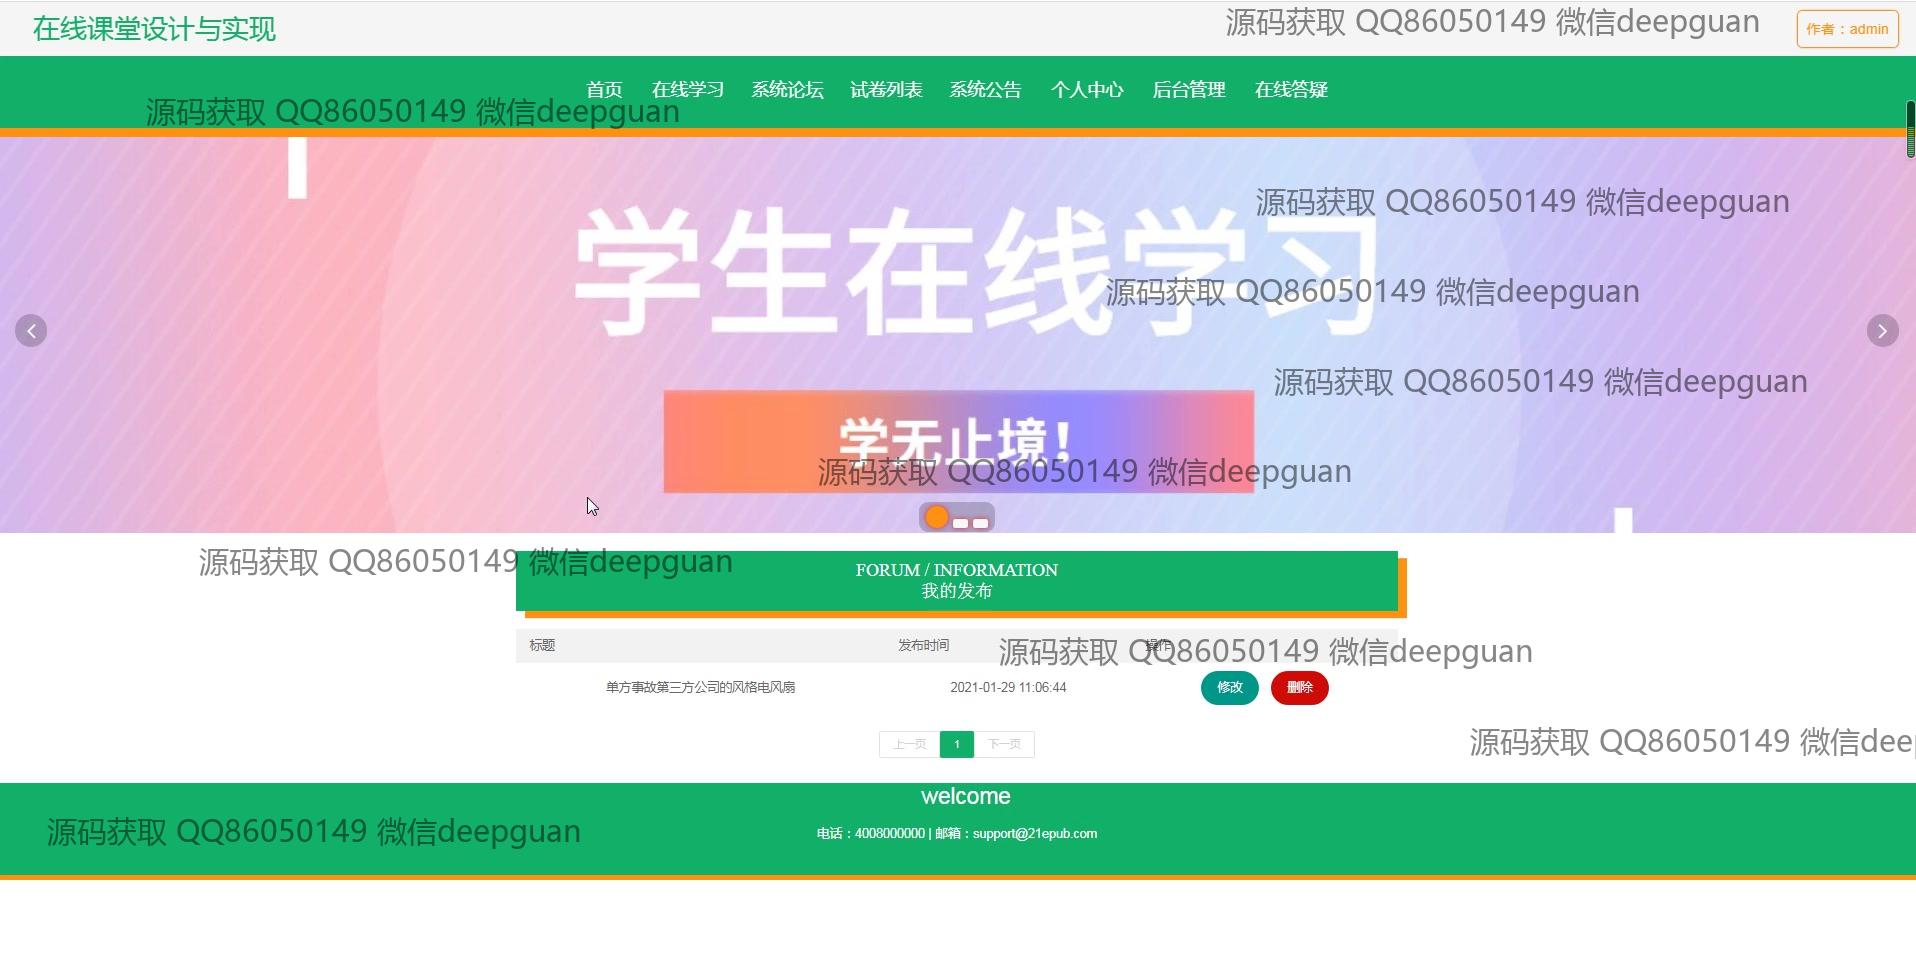 在线课堂设计与实现
源码获取 QQ86050149 微信deepguan
作者：admin
首页 在线学习 系统论坛 试卷列表 系统公告 个人中心 后台管理 在线答疑
源码获取 QQ86050149 微信deepguan
源码获取 QQ86050149 微信deepguan
学生在线学习
源码获取 QQ86050149 微信deepguan
源码获取 QQ86050149 微信deepguan
学无止境！
源码获取 QQ86050149 微信deepguan
源码获取 QQ86050149 微信deepguan
FORUM / INFORMATION
我的发布
标题 发布时间 操作
源码获取 QQ86050149 微信deepguan
单方事故第三方公司的风格电风扇 2021-01-29 11:06:44 修改 删除
上一页 1 下一页
源码获取 QQ86050149 微信deep
welcome
源码获取 QQ86050149 微信deepguan
电话：4008000000 | 邮箱：support@21epub.com